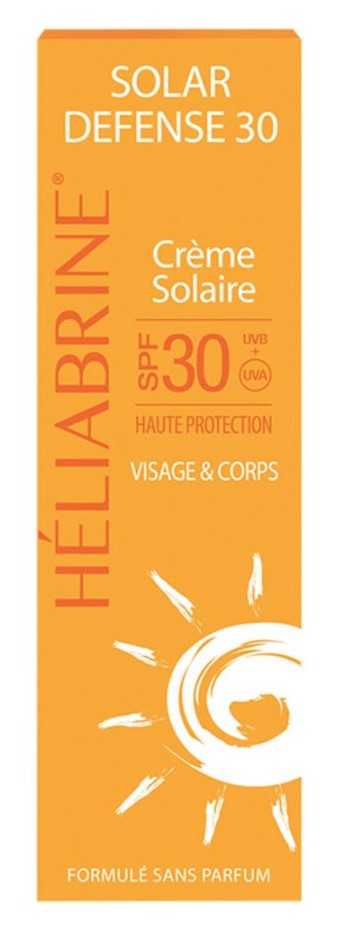 SOLAR
DEFENSE 30
HÉLIABRINE®
Crème
Solaire
SPF 30 UVB
+
UVA
HAUTE PROTECTION
VISAGE & CORPS
FORMULÉ SANS PARFUM